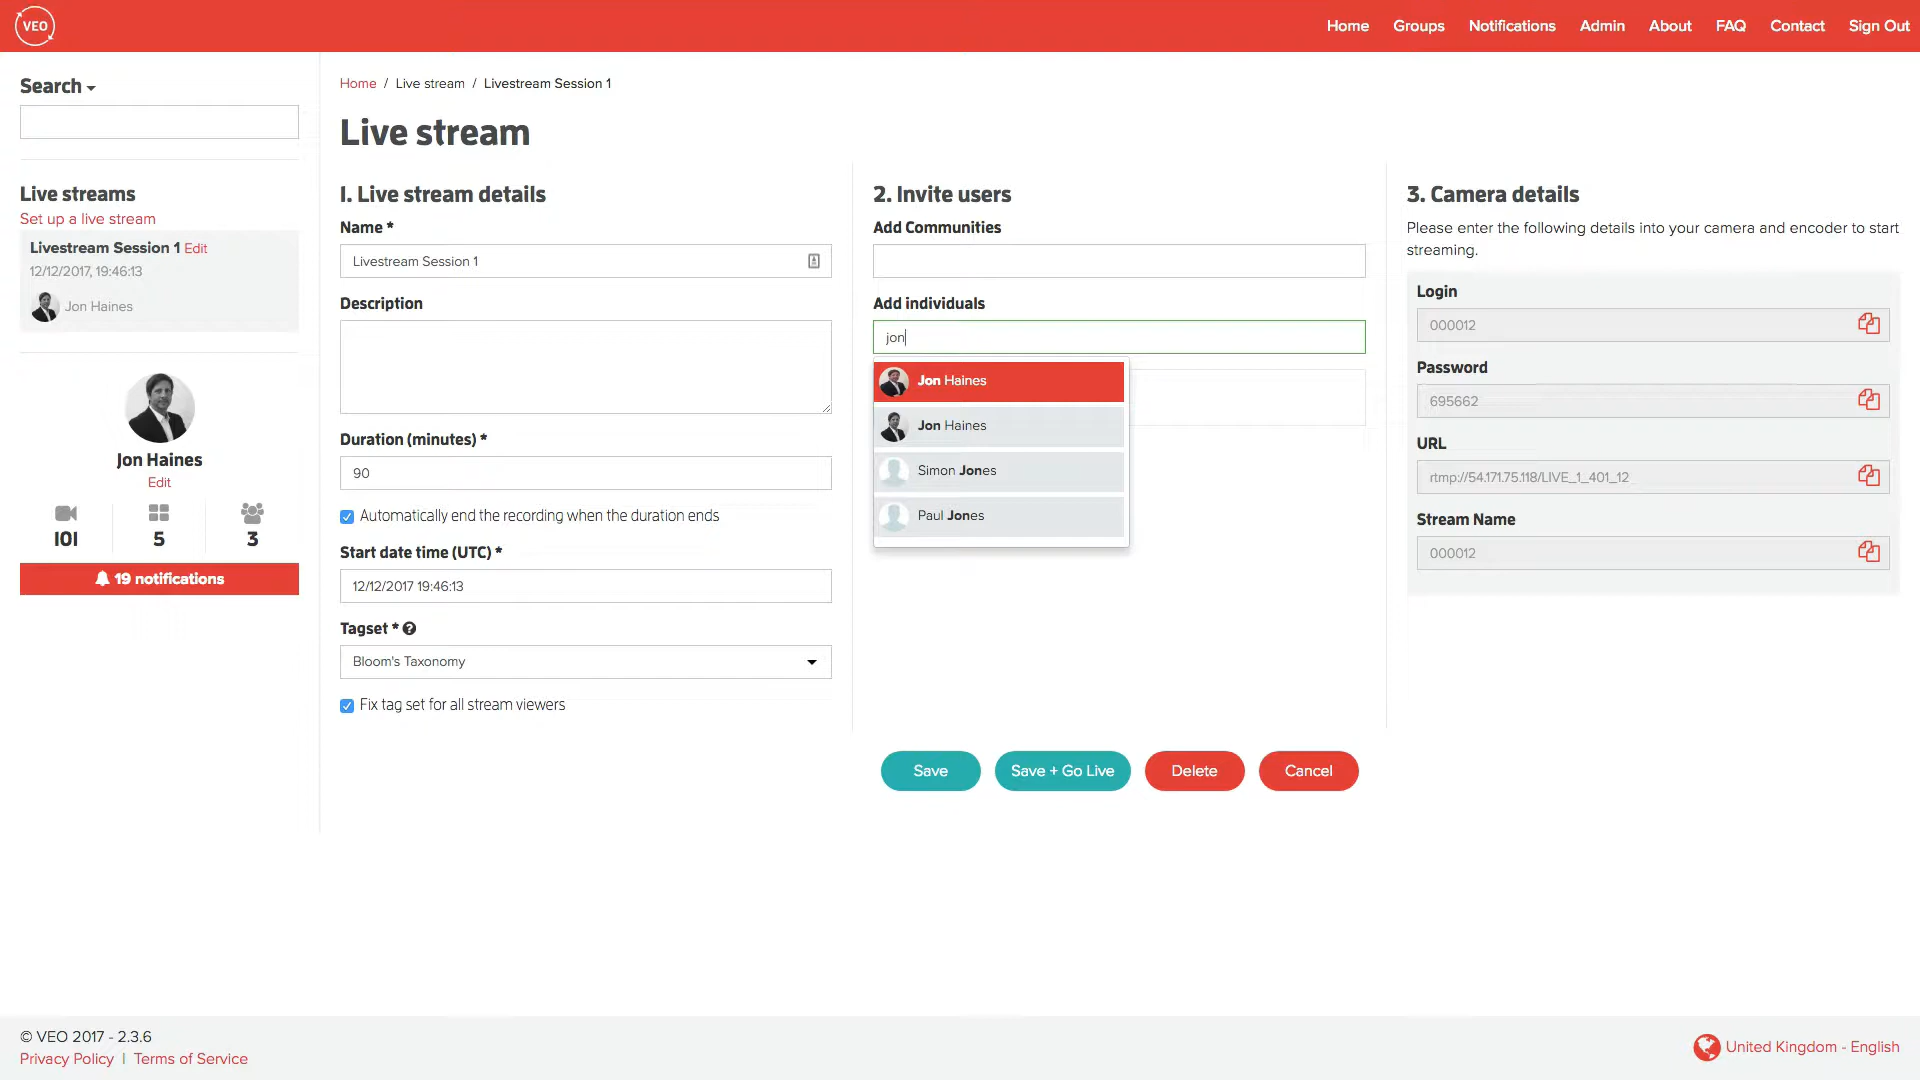 VEO
Home Groups Notifications Admin About FAQ Contact Sign Out
Search
Live streams
Set up a live stream
Livestream Session 1 Edit
12/12/2017, 19:46:13
Jon Haines
Jon Haines
Edit
101 5 3
19 notifications
Home / Live stream / Livestream Session 1
Live stream
1. Live stream details
Name *
Livestream Session 1
Description
Duration (minutes) *
90
Automatically end the recording when the duration ends
Start date time (UTC) *
12/12/2017 19:46:13
Tagset * ?
Bloom's Taxonomy
Fix tag set for all stream viewers
2. Invite users
Add Communities
Add individuals
jon
Jon Haines
Jon Haines
Simon Jones
Paul Jones
Save Save + Go Live Delete Cancel
3. Camera details
Please enter the following details into your camera and encoder to start
streaming.
Login
000012
Password
695662
URL
rtmp://54.171.75.118/LIVE_1_401_12
Stream Name
000012
© VEO 2017 - 2.3.6
Privacy Policy | Terms of Service
United Kingdom - English